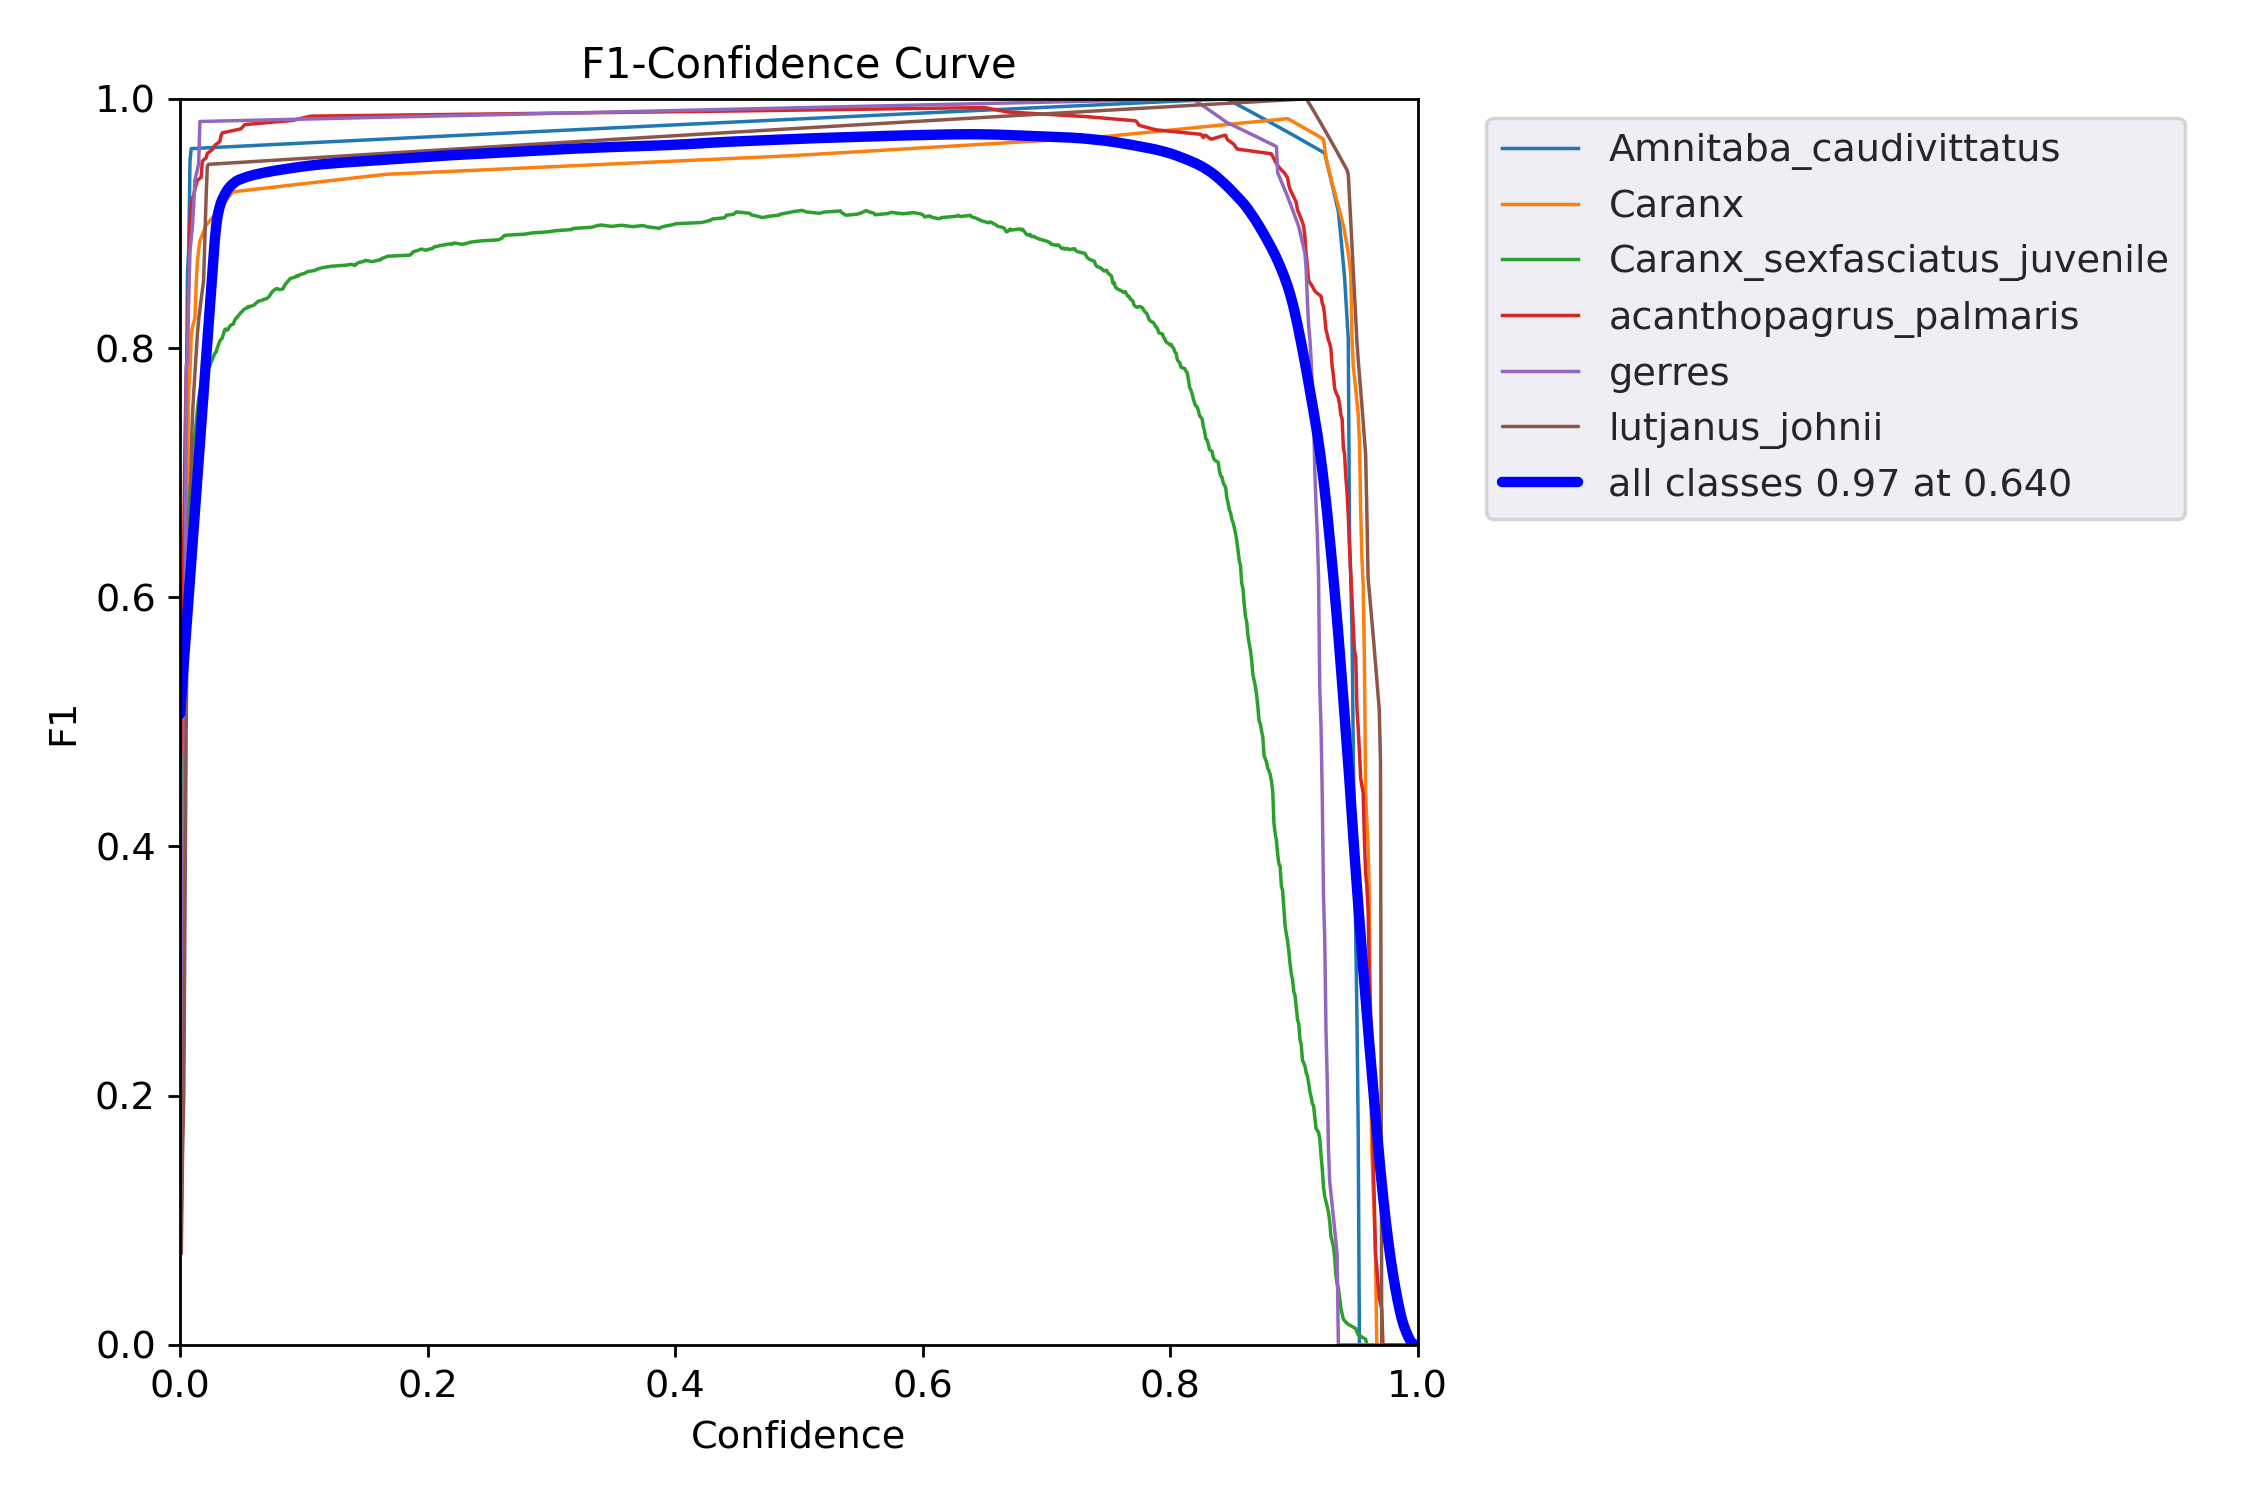 F1-Confidence Curve
1.0
0.8
0.6
0.4
0.2
0.0
F1
0.0 0.2 0.4 0.6 0.8 1.0
Confidence
Amnitaba_caudivittatus
Caranx
Caranx_sexfasciatus_juvenile
acanthopagrus_palmaris
gerres
lutjanus_johnii
all classes 0.97 at 0.640